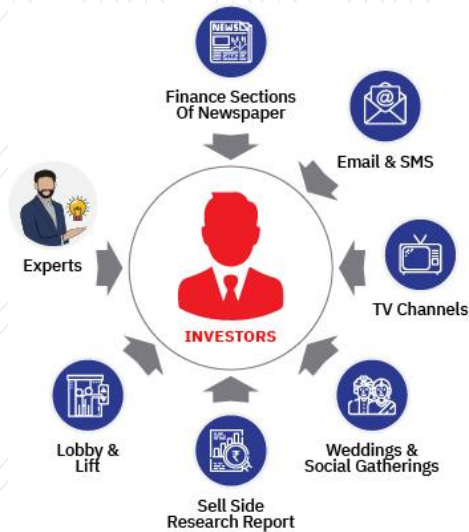 NEWS
Finance Sections
Of Newspaper
@
Email & SMS
Experts
INVESTORS
TV Channels
Lobby &
Lift
₹
Sell Side
Research Report
Weddings &
Social Gatherings